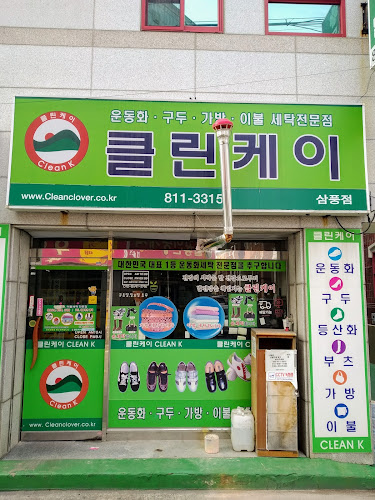 클린케이
Clean K
운동화 · 구두 · 가방 · 이불 세탁전문점
클린케이
www.Cleanclover.co.kr
811-3315
삼풍점
대한민국 대표 1등 운동화세탁 전문점을 추구합니다
클린케이
클린케이 CLEAN K
클린케이 CLEAN K
클린케이
Clean K
www.Cleanclover.co.kr
운동화 · 구두 · 가방 · 이불
클린케이
운동화
구두
등산화
부츠
가방
이불
CLEAN K